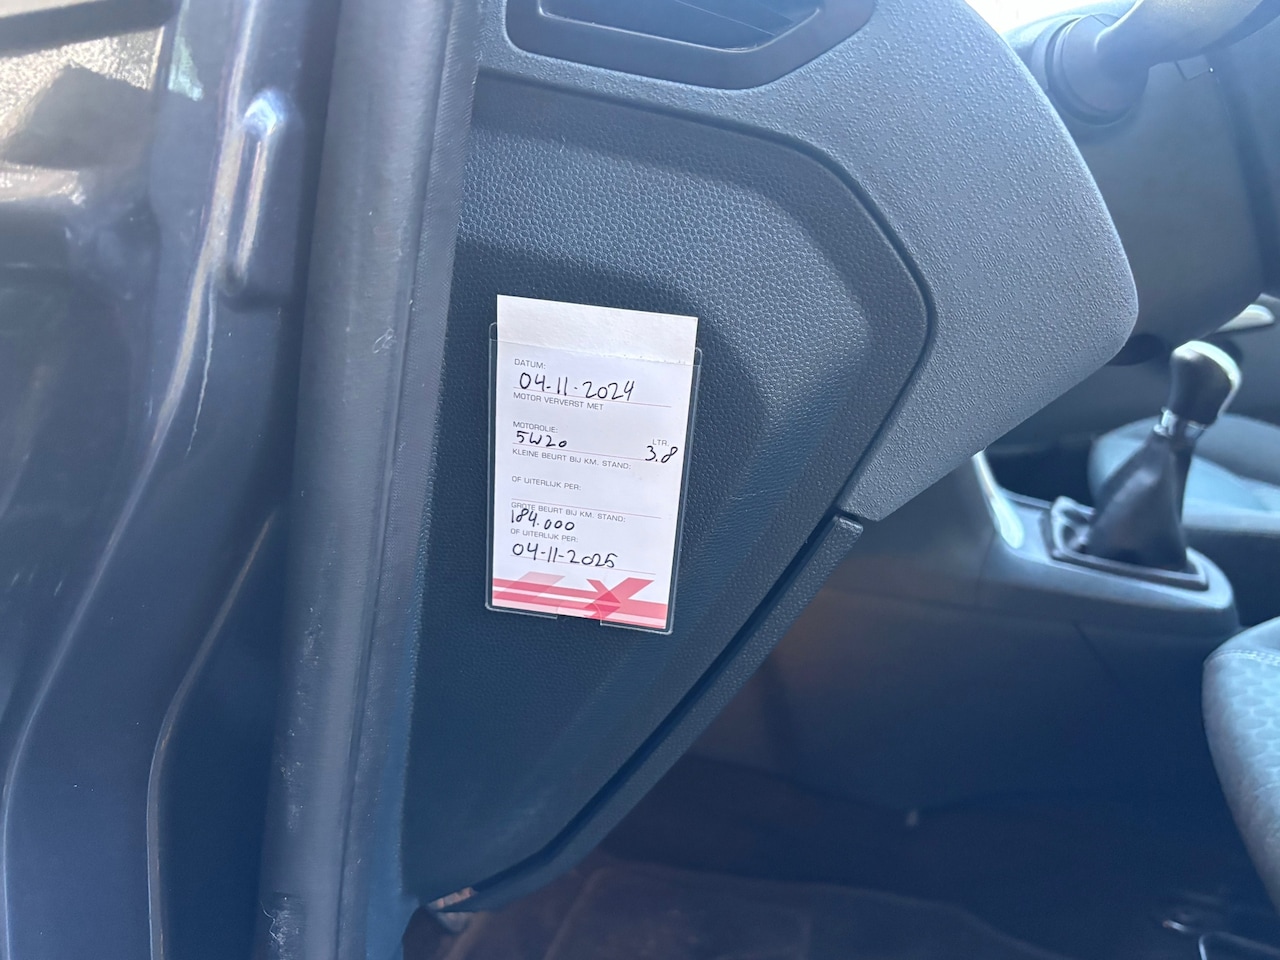 DATUM:
04-11-2024
MOTOR VERVERST MET
MOTOROLIE:
LTR.
5W20
3.8
KLEINE BEURT BIJ KM. STAND:
OF UITERLIJK PER:
GROTE BEURT BIJ KM. STAND:
184.000
OF UITERLIJK PER:
04-11-2025